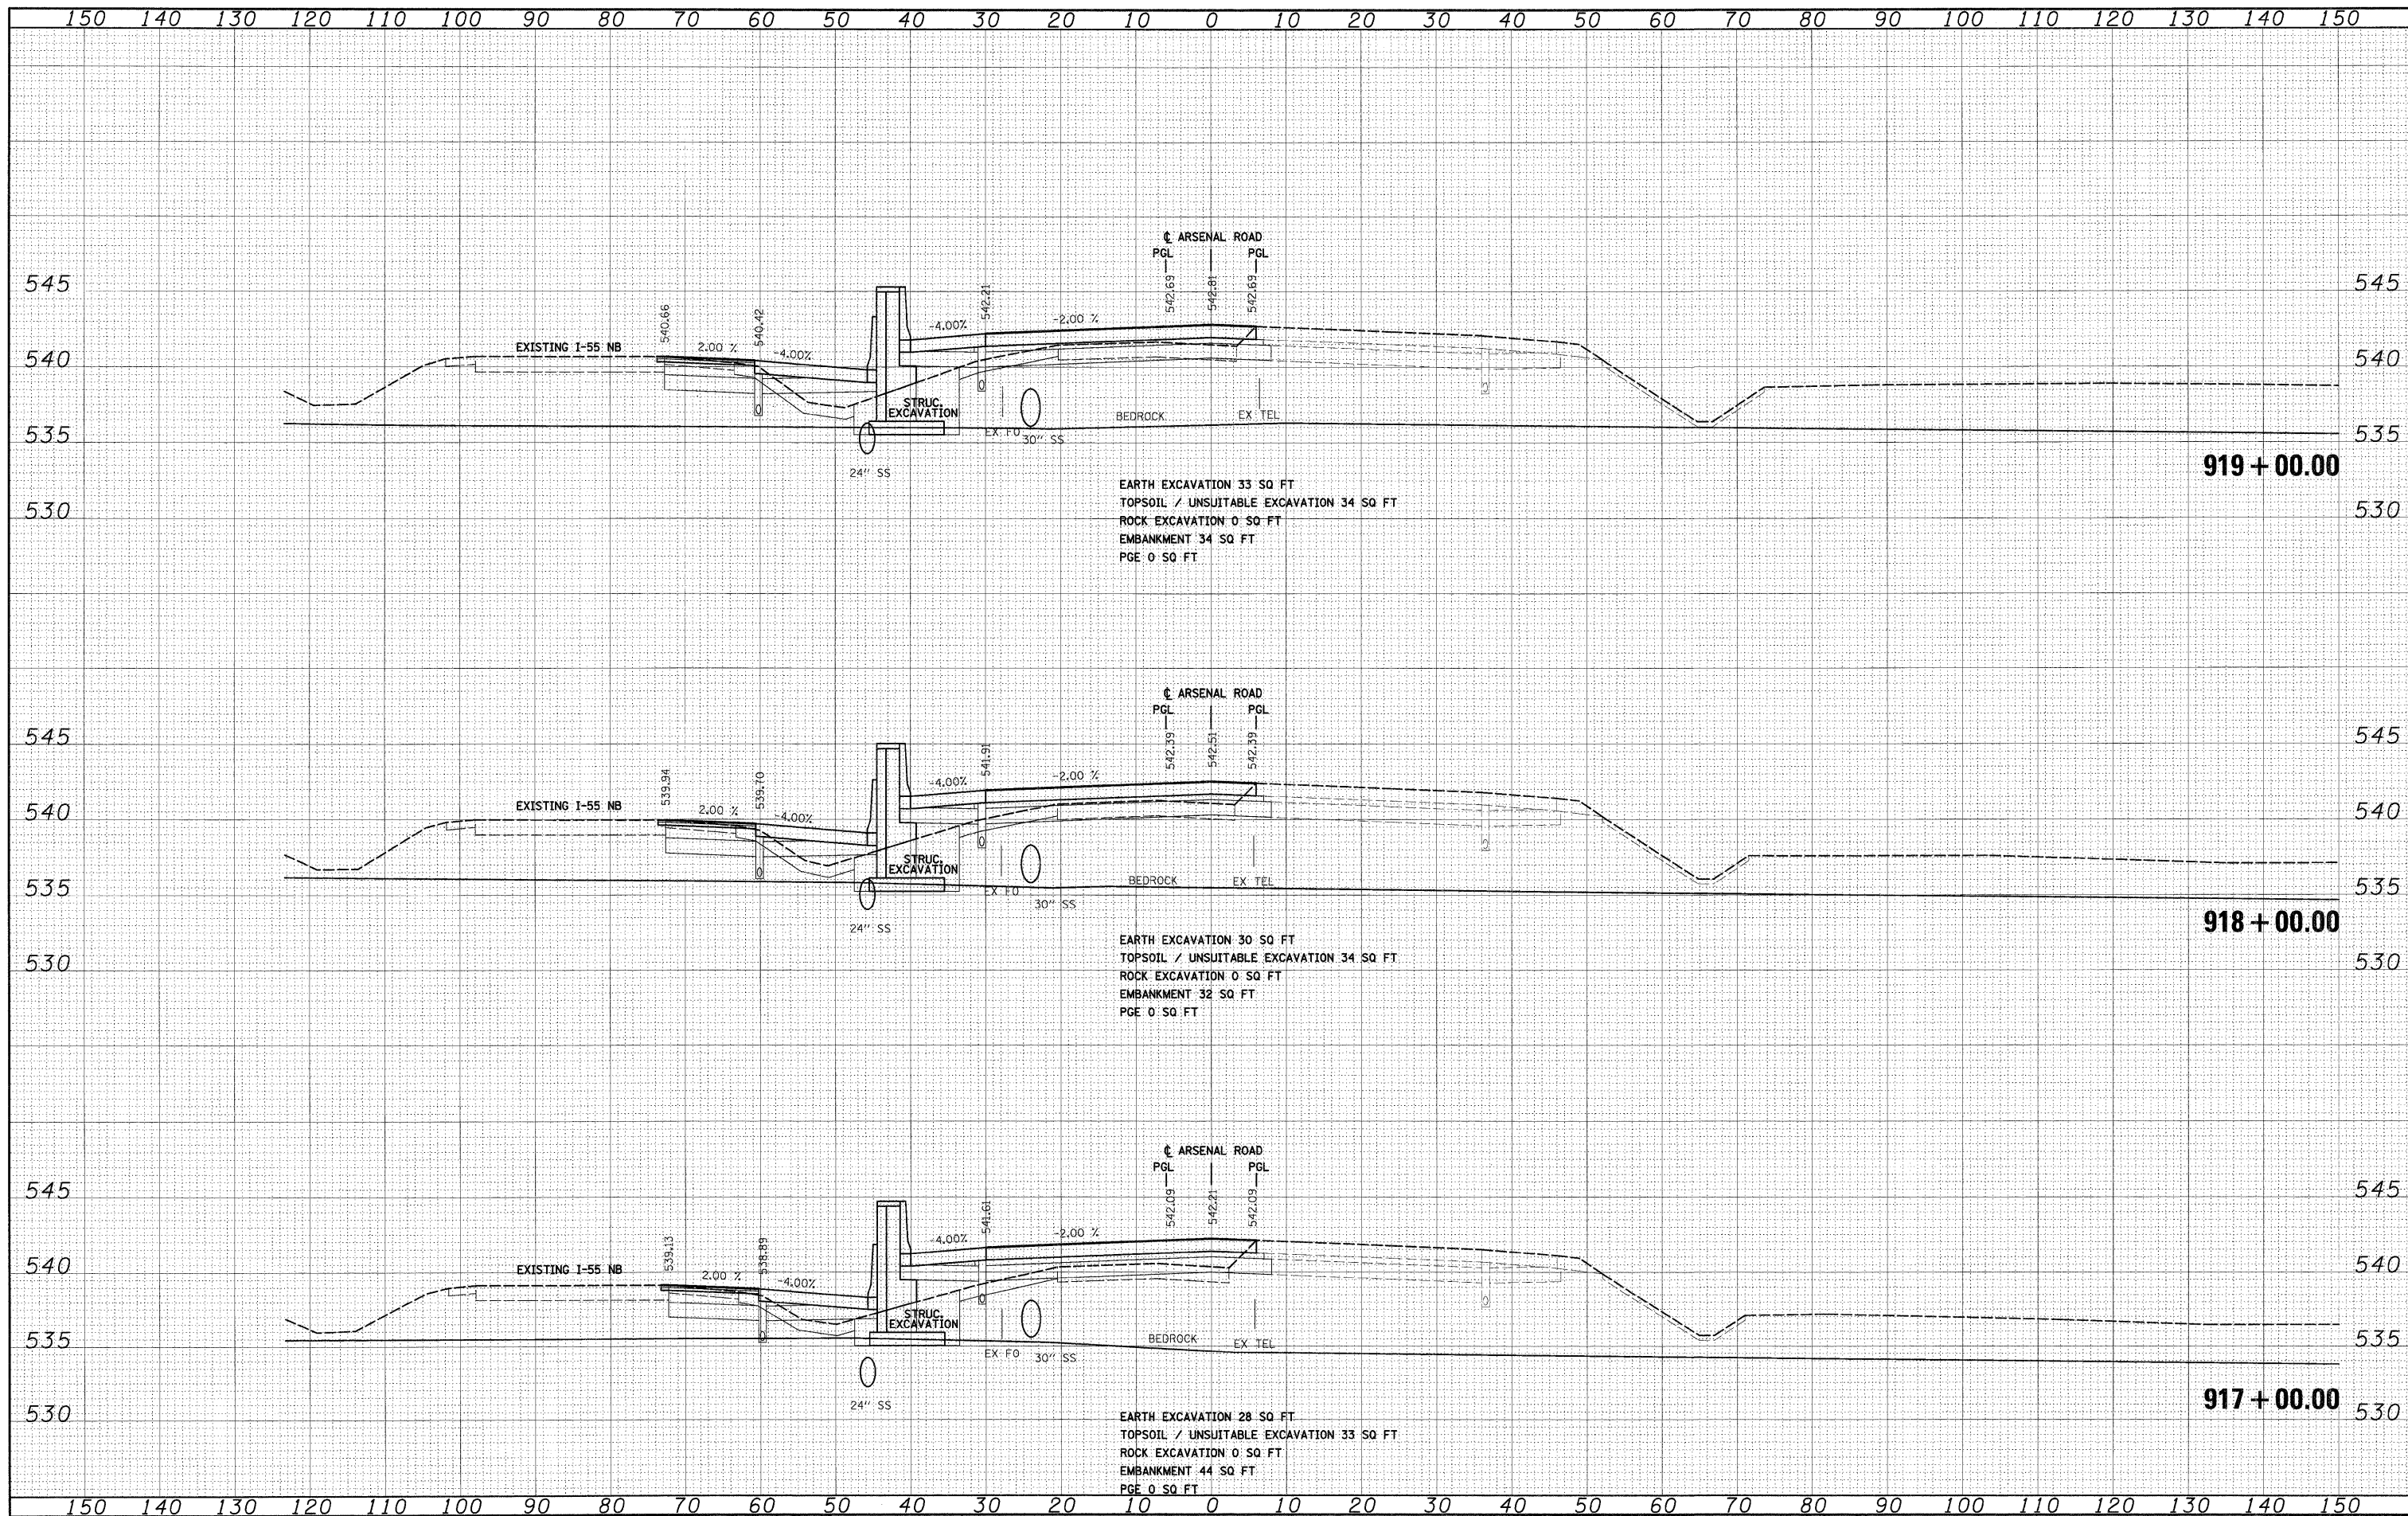 150 140 130 120 110 100 90 80 70 60 50 40 30 20 10 0 10 20 30 40 50 60 70 80 90 100 110 120 130 140 150
℄ ARSENAL ROAD
PGL PGL
545 540.66 540.42 542.21 542.69 542.81 542.69 545
-4.00% -2.00 %
EXISTING I-55 NB 2.00 % -4.00%
540 540
STRUC.
EXCAVATION
BEDROCK EX TEL
EX FO 30" SS
535 535
24" SS
919+00.00
EARTH EXCAVATION 33 SQ FT
TOPSOIL / UNSUITABLE EXCAVATION 34 SQ FT
530 530
ROCK EXCAVATION 0 SQ FT
EMBANKMENT 34 SQ FT
PGE 0 SQ FT
℄ ARSENAL ROAD
PGL PGL
545 539.94 539.70 541.91 542.39 542.51 542.39 545
-4.00% -2.00 %
EXISTING I-55 NB 2.00 % -4.00%
540 540
STRUC.
EXCAVATION
BEDROCK EX TEL
EX FO
535 535
30" SS
24" SS
918+00.00
EARTH EXCAVATION 30 SQ FT
TOPSOIL / UNSUITABLE EXCAVATION 34 SQ FT
530 530
ROCK EXCAVATION 0 SQ FT
EMBANKMENT 32 SQ FT
PGE 0 SQ FT
℄ ARSENAL ROAD
PGL PGL
545 539.13 538.89 541.61 542.09 542.21 542.09 545
-4.00% -2.00 %
EXISTING I-55 NB 2.00 % -4.00%
540 540
STRUC.
EXCAVATION
BEDROCK EX TEL
535 535
EX FO 30" SS
24" SS
917+00.00
530 530
EARTH EXCAVATION 28 SQ FT
TOPSOIL / UNSUITABLE EXCAVATION 33 SQ FT
ROCK EXCAVATION 0 SQ FT
EMBANKMENT 44 SQ FT
PGE 0 SQ FT
150 140 130 120 110 100 90 80 70 60 50 40 30 20 10 0 10 20 30 40 50 60 70 80 90 100 110 120 130 140 150